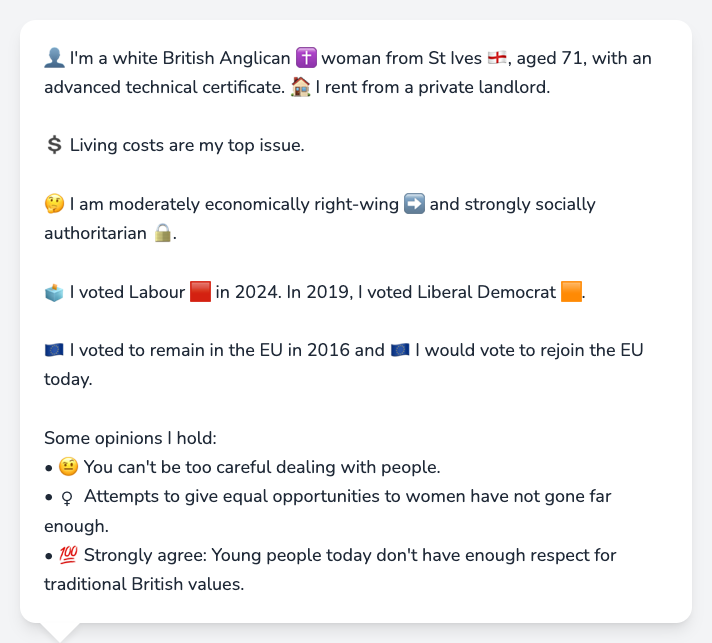 👤 I'm a white British Anglican ✝️ woman from St Ives 🏴󠁧󠁢󠁥󠁮󠁧󠁿, aged 71, with an
advanced technical certificate. 🏠 I rent from a private landlord.
💲 Living costs are my top issue.
🤔 I am moderately economically right-wing ➡️ and strongly socially
authoritarian 🔒.
🗳️ I voted Labour 🟥 in 2024. In 2019, I voted Liberal Democrat 🟧.
🇪🇺 I voted to remain in the EU in 2016 and 🇪🇺 I would vote to rejoin the EU
today.
Some opinions I hold:
• 🤨 You can't be too careful dealing with people.
• ♀ Attempts to give equal opportunities to women have not gone far
enough.
• 💯 Strongly agree: Young people today don't have enough respect for
traditional British values.